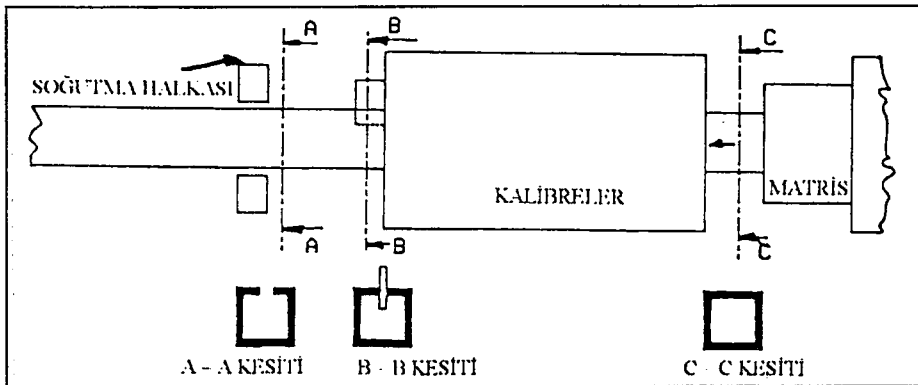 A
B
C
SOĞUTMA HALKASI
KALİBRELER
MATRİS
A
B
C
A - A KESİTİ
B - B KESİTİ
C - C KESİTİ